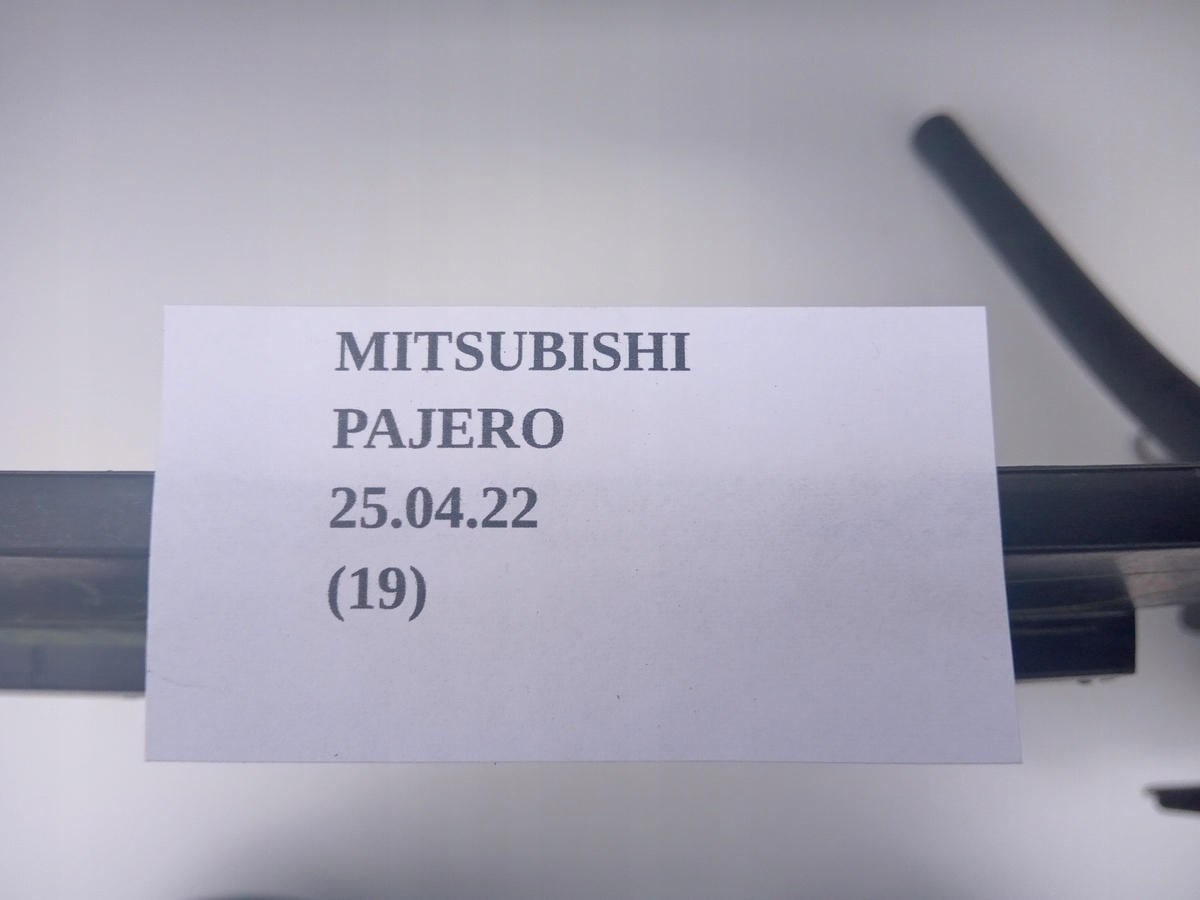 MITSUBISHI
PAJERO
25.04.22
(19)